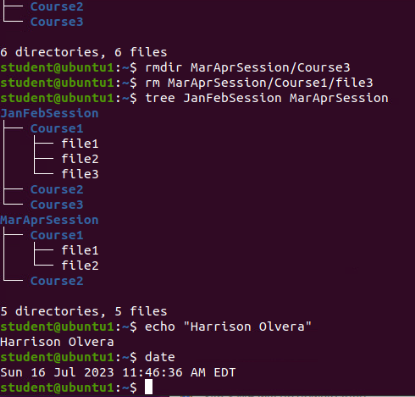 ├── Course2
└── Course3

6 directories, 6 files
student@ubuntu1:~$ rmdir MarAprSession/Course3
student@ubuntu1:~$ rm MarAprSession/Course1/file3
student@ubuntu1:~$ tree JanFebSession MarAprSession
JanFebSession
├── Course1
│   ├── file1
│   ├── file2
│   └── file3
├── Course2
└── Course3
MarAprSession
├── Course1
│   ├── file1
│   └── file2
└── Course2

5 directories, 5 files
student@ubuntu1:~$ echo "Harrison Olvera"
Harrison Olvera
student@ubuntu1:~$ date
Sun 16 Jul 2023 11:46:36 AM EDT
student@ubuntu1:~$